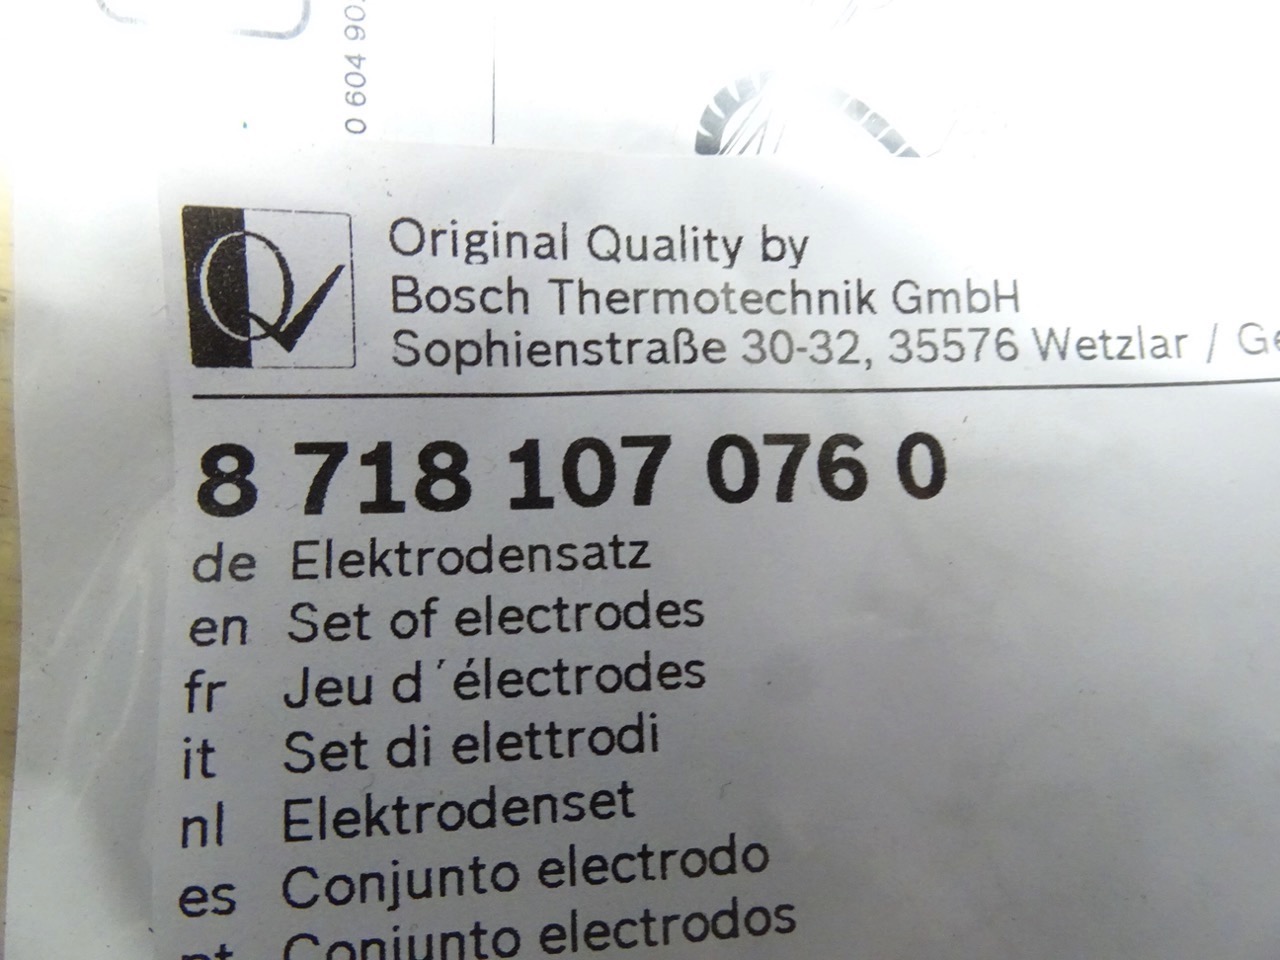 0 604 90
Original Quality by
Bosch Thermotechnik GmbH
Sophienstraße 30-32, 35576 Wetzlar / Ge
8 718 107 076 0
de Elektrodensatz
en Set of electrodes
fr Jeu d´électrodes
it Set di elettrodi
nl Elektrodenset
es Conjunto electrodo
pt Conjunto electrodos